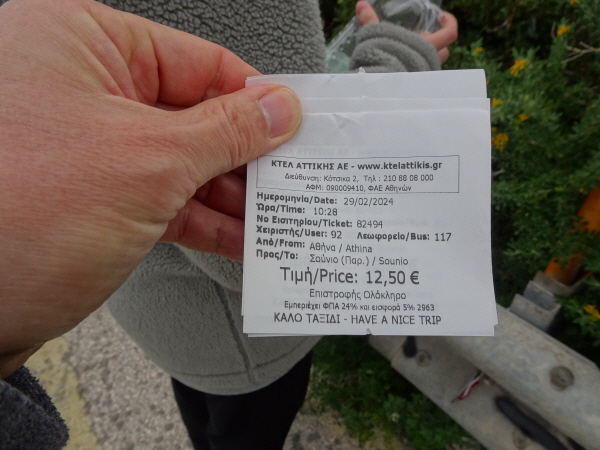 ΚΤΕΛ ΑΤΤΙΚΗΣ ΑΕ - www.ktelattikis.gr
Διεύθυνση: Κότσικα 2, Τηλ : 210 88 08 000
ΑΦΜ: 090009410, ΦΑΕ Αθηνών
Ημερομηνία/Date: 29/02/2024
Ώρα/Time: 10:28
Νο Εισιτηρίου/Ticket: 82494
Χειριστής/User: 92 Λεωφορείο/Bus: 117
Από/From: Αθήνα / Athina
Προς/To: Σούνιο (Παρ.) / Sounio
Τιμή/Price: 12,50 €
Επιστροφής Ολόκληρο
Εμπεριέχει ΦΠΑ 24% και εισφορά 5% 2963
ΚΑΛΟ ΤΑΞΙΔΙ - HAVE A NICE TRIP